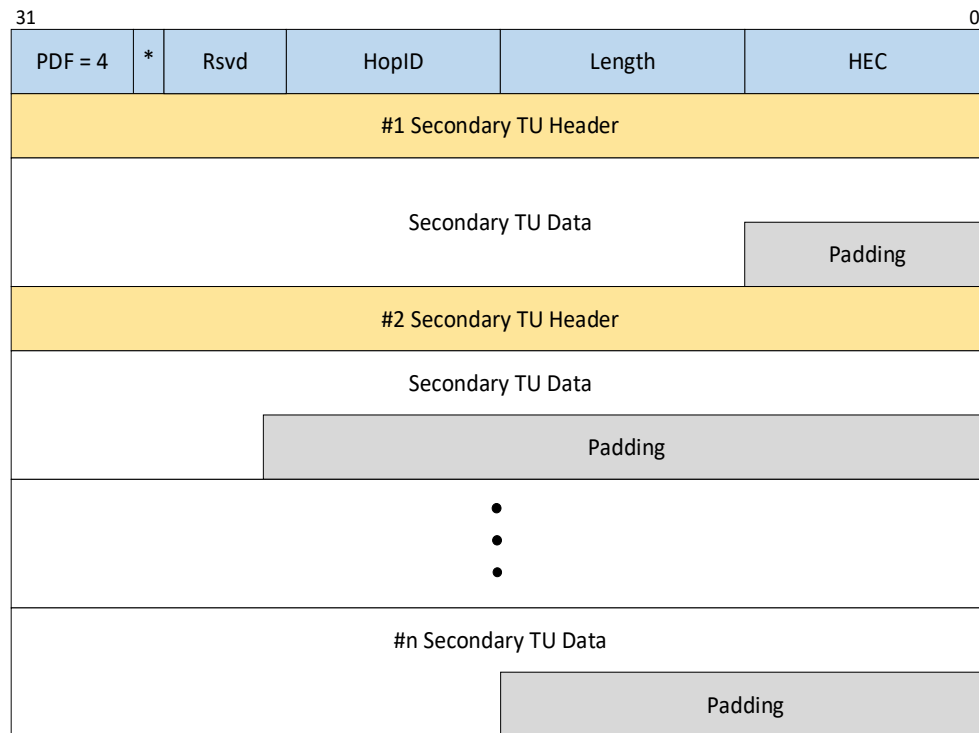 31 0
PDF = 4 * Rsvd HopID Length HEC
#1 Secondary TU Header
Secondary TU Data
Padding
#2 Secondary TU Header
Secondary TU Data
Padding
#n Secondary TU Data
Padding